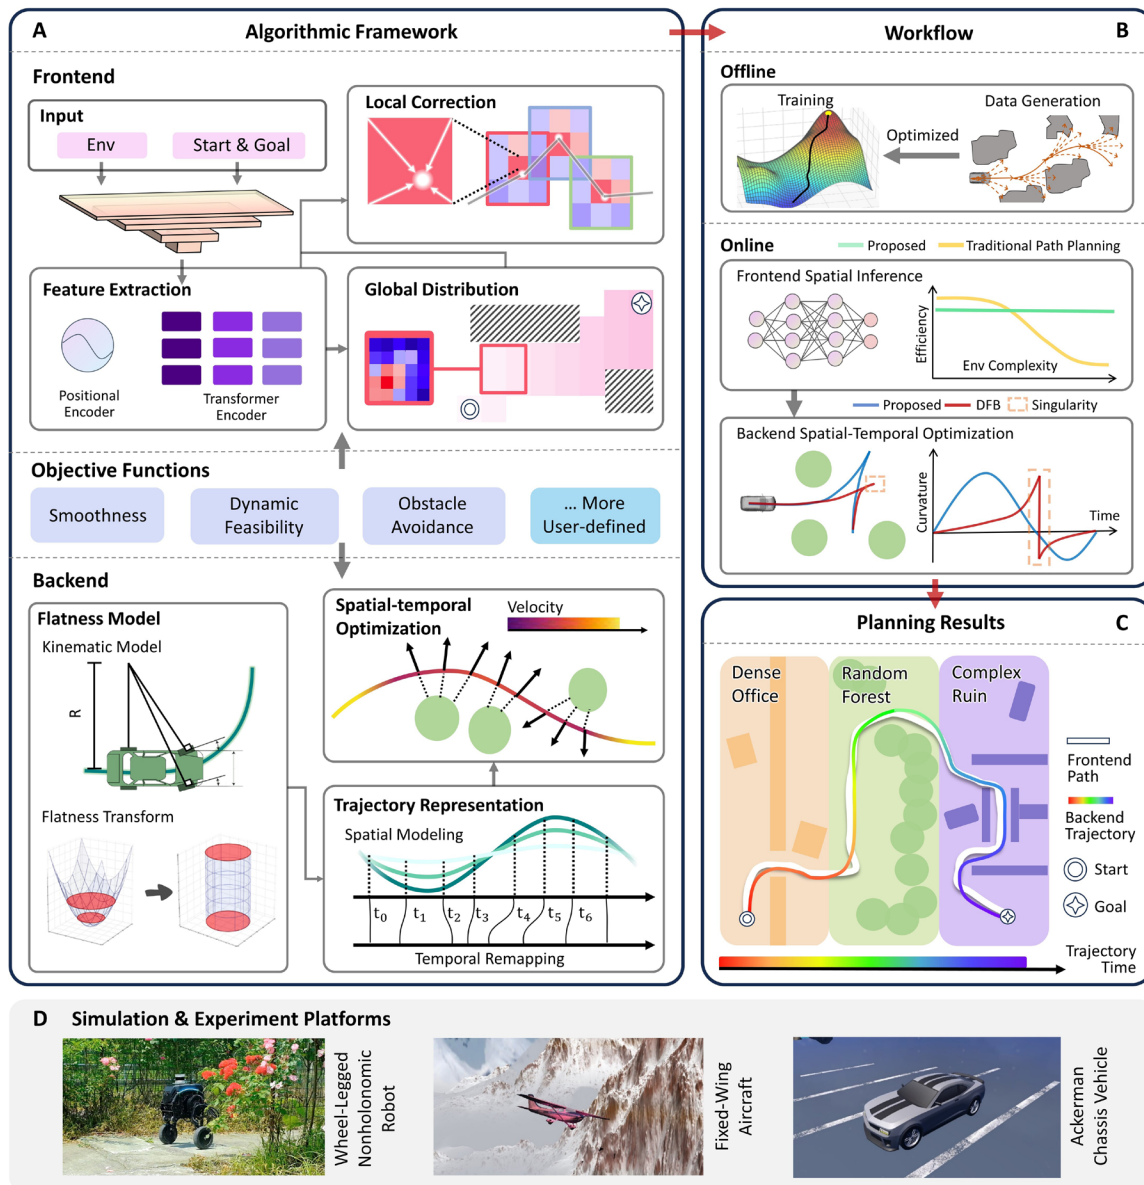 A
Algorithmic Framework
Frontend
Input
Env
Start & Goal
Local Correction
Feature Extraction
Positional
Encoder
Transformer
Encoder
Global Distribution
Objective Functions
Smoothness
Dynamic
Feasibility
Obstacle
Avoidance
... More
User-defined
Backend
Flatness Model
Kinematic Model
R
Flatness Transform
Spatial-temporal
Optimization
Velocity
Trajectory Representation
Spatial Modeling
t0 t1 t2 t3 t4 t5 t6
Temporal Remapping
Workflow
B
Offline
Training
Optimized
Data Generation
Online
Proposed
Traditional Path Planning
Frontend Spatial Inference
Efficiency
Env Complexity
Proposed
DFB
Singularity
Backend Spatial-Temporal Optimization
Curvature
Time
Planning Results
C
Dense
Office
Random
Forest
Complex
Ruin
Frontend
Path
Backend
Trajectory
Start
Goal
Trajectory
Time
D
Simulation & Experiment Platforms
Wheel-Legged
Nonholonomic
Robot
Fixed-Wing
Aircraft
Ackerman
Chassis Vehicle